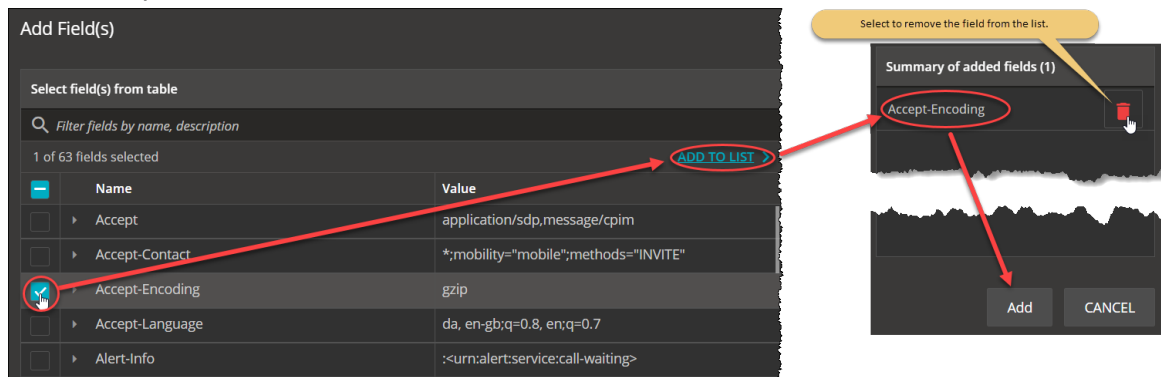 Add Field(s)
Select to remove the field from the list.
Select field(s) from table
Filter fields by name, description
1 of 63 fields selected
ADD TO LIST
Name Value
Accept application/sdp,message/cpim
Accept-Contact *;mobility="mobile";methods="INVITE"
Accept-Encoding gzip
Accept-Language da, en-gb;q=0.8, en;q=0.7
Alert-Info :<urn:alert:service:call-waiting>
Summary of added fields (1)
Accept-Encoding
Add CANCEL